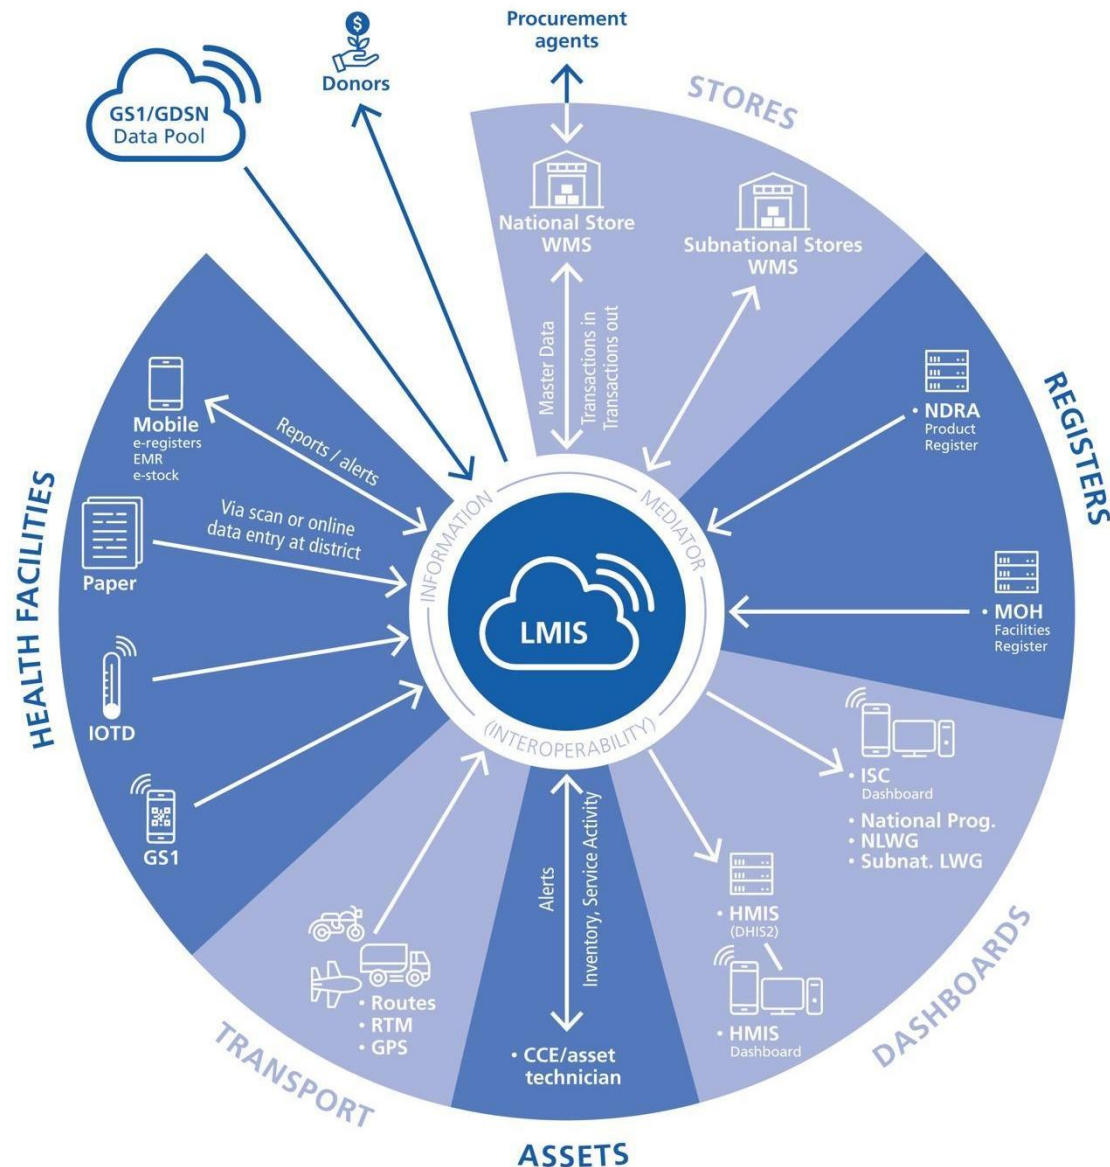 Procurement
agents
Donors
GS1/GDSN
Data Pool
STORES
National Store
WMS
Subnational Stores
WMS
Master Data
Transactions in
Transactions out
REGISTERS
• NDRA
Product
Register
• MOH
Facilities
Register
HEALTH FACILITIES
Mobile
e-registers
EMR
e-stock
Reports / alerts
Paper
Via scan or online
data entry at district
IOTD
GS1
INFORMATION
MEDIATOR
(INTEROPERABILITY)
LMIS
• ISC
Dashboard
• National Prog.
• NLWG
• Subnat. LWG
• HMIS
(DHIS2)
• HMIS
Dashboard
DASHBOARDS
Alerts
Inventory, Service Activity
• CCE/asset
technician
ASSETS
• Routes
• RTM
• GPS
TRANSPORT